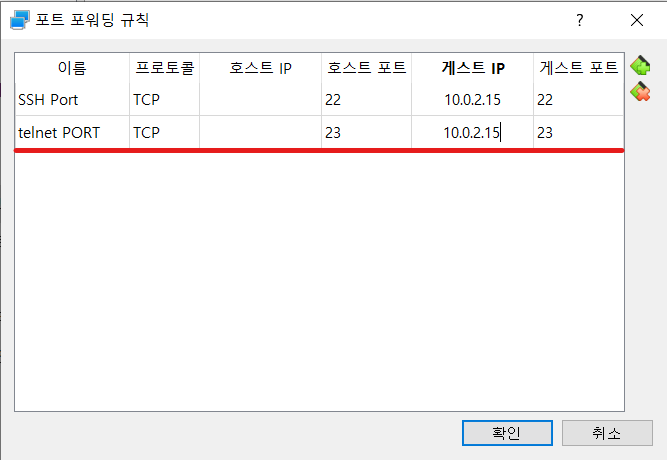 포트 포워딩 규칙 ?
이름 프로토콜 호스트 IP 호스트 포트 게스트 IP 게스트 포트
SSH Port TCP 22 10.0.2.15 22
telnet PORT TCP 23 10.0.2.15 23
확인 취소